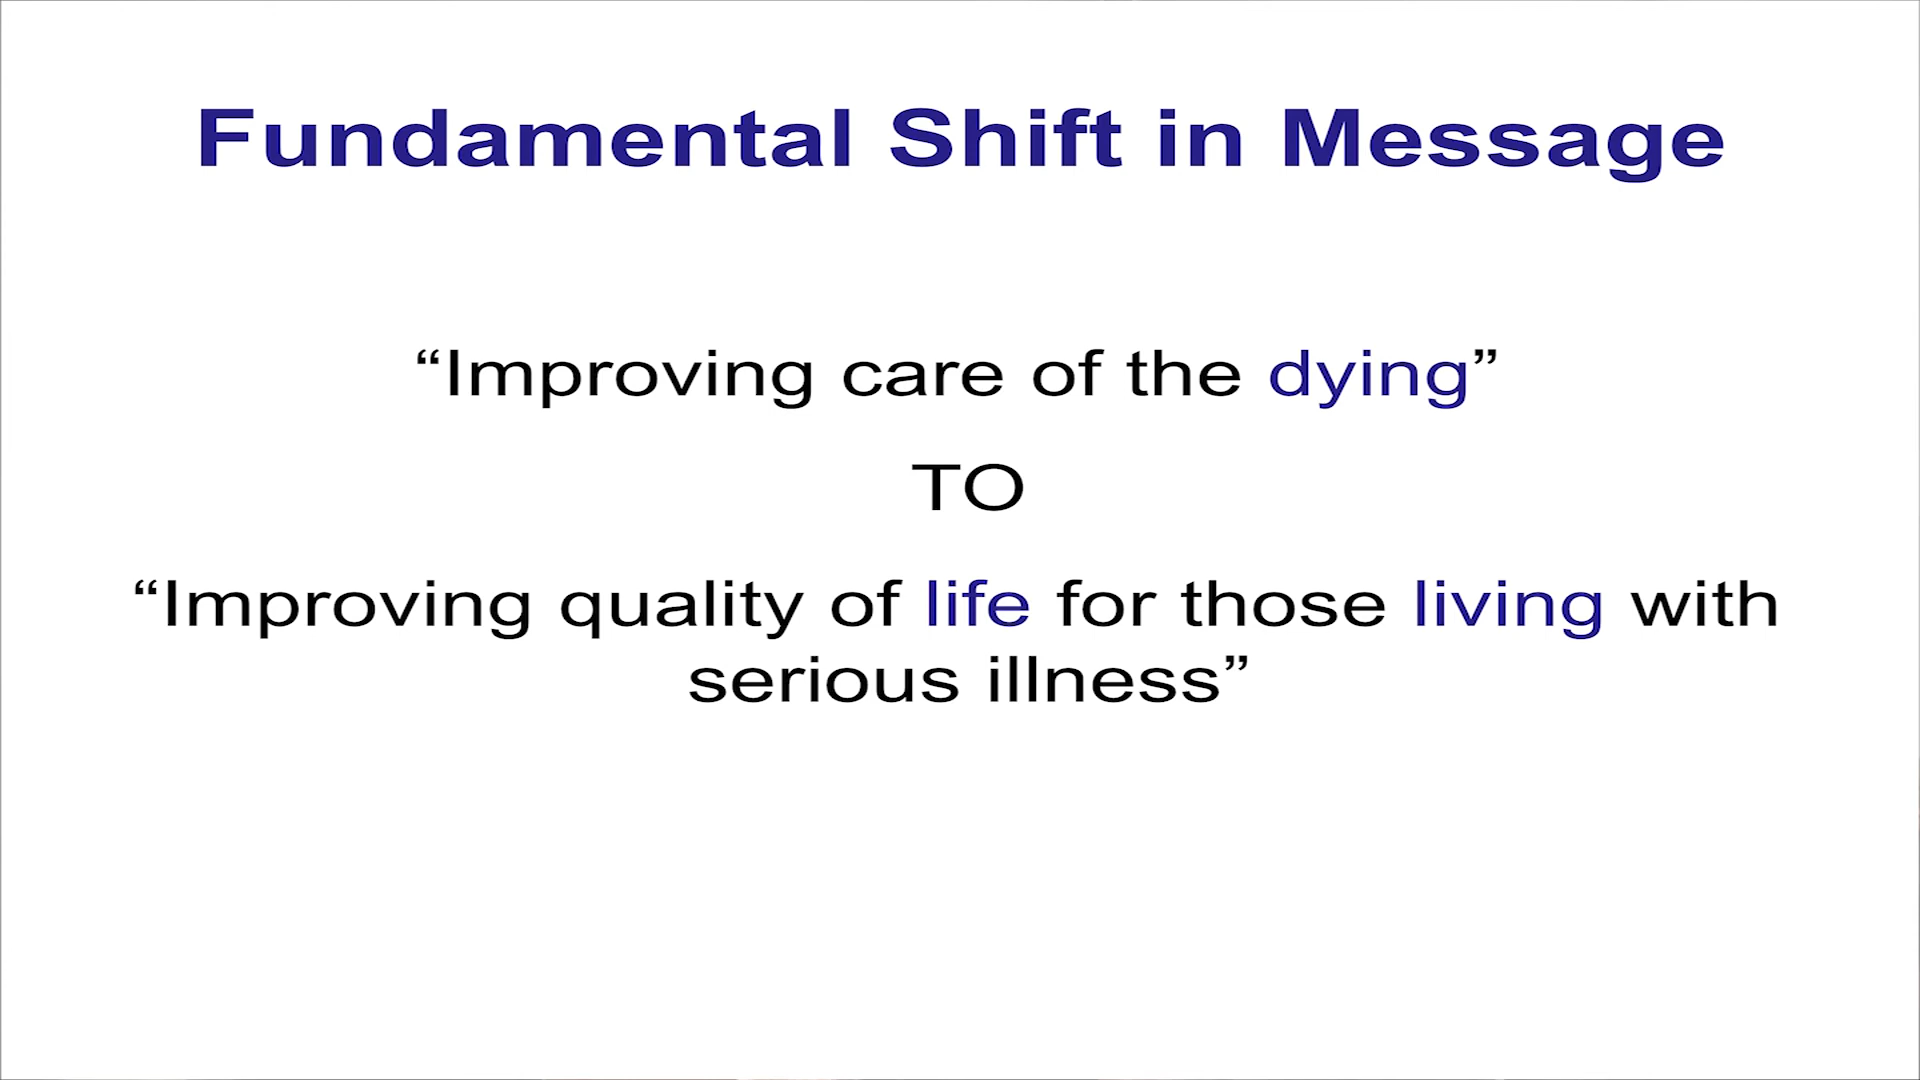 Fundamental Shift in Message
“Improving care of the dying”
TO
“Improving quality of life for those living with
serious illness”